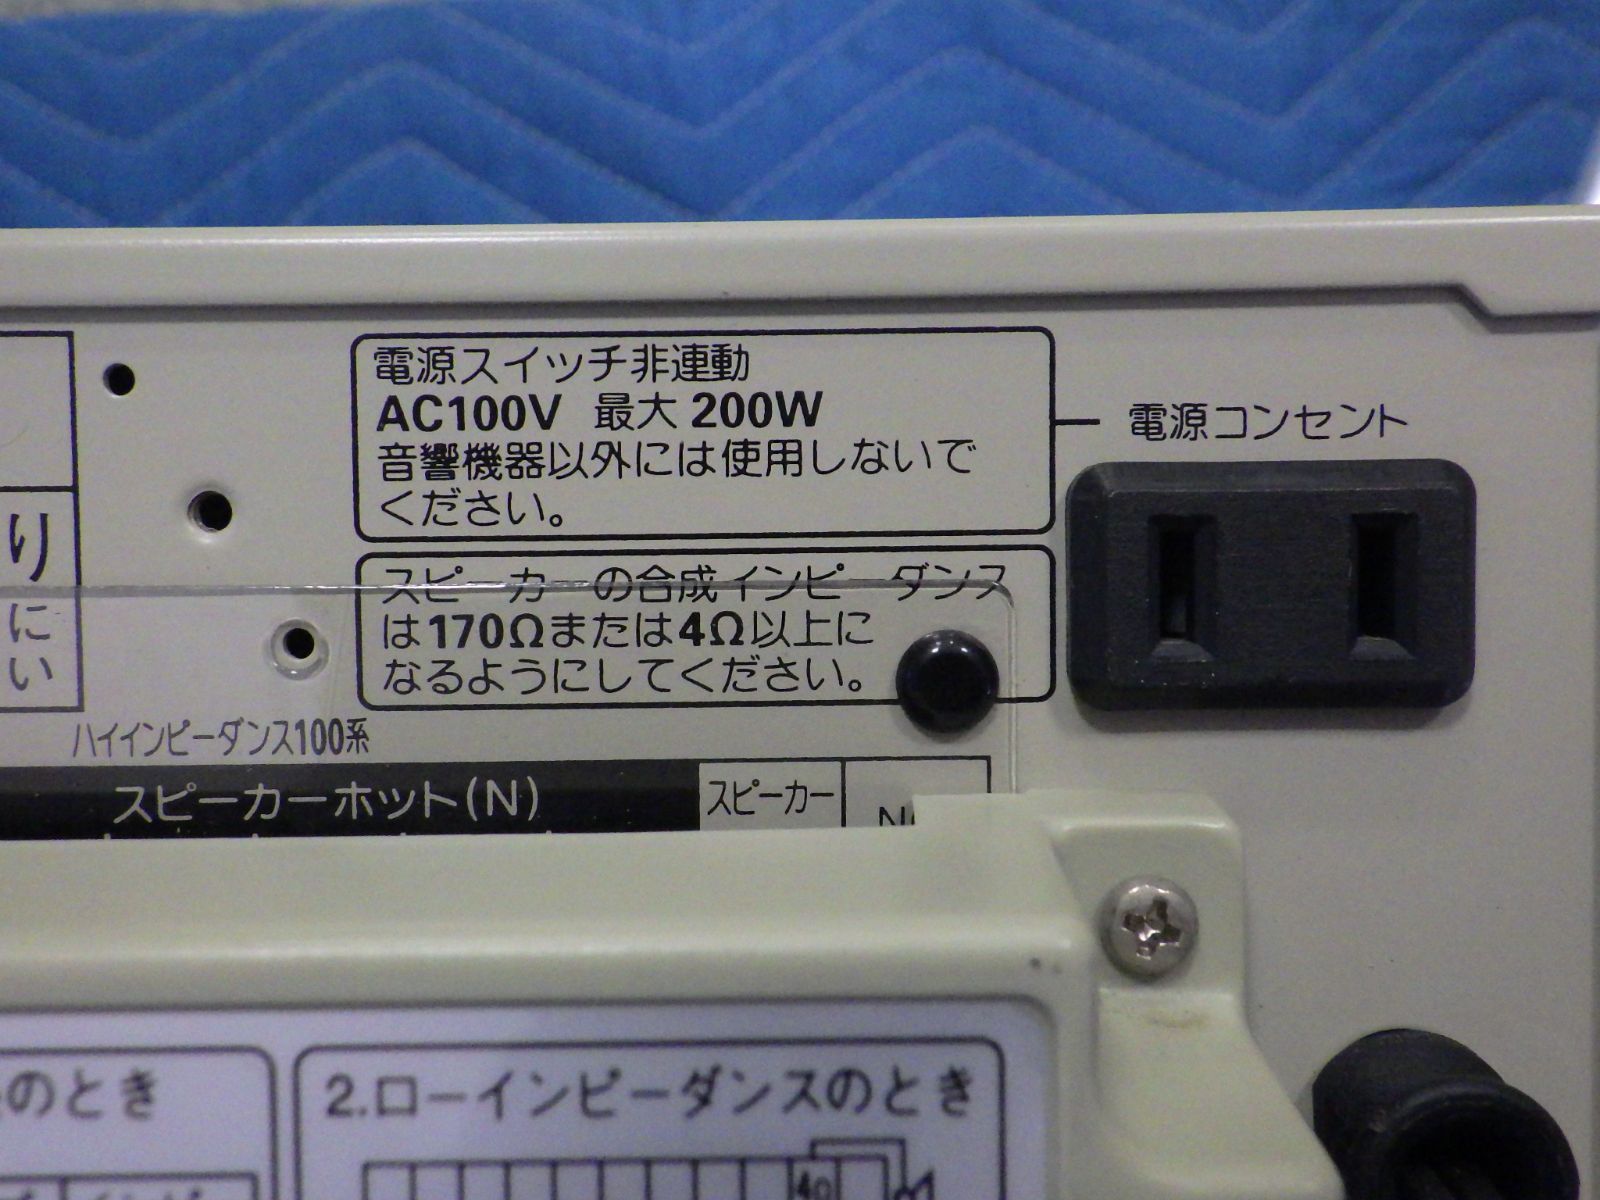 電源スイッチ非連動
AC100V 最大 200W
音響機器以外には使用しないで
ください。
電源コンセント
スピーカーの合成インピーダンス
は170Ωまたは4Ω以上に
なるようにしてください。
り
に
い
ハイインピーダンス100系
スピーカーホット(N)
スピーカー
のとき
2.ローインピーダンスのとき
4Ω